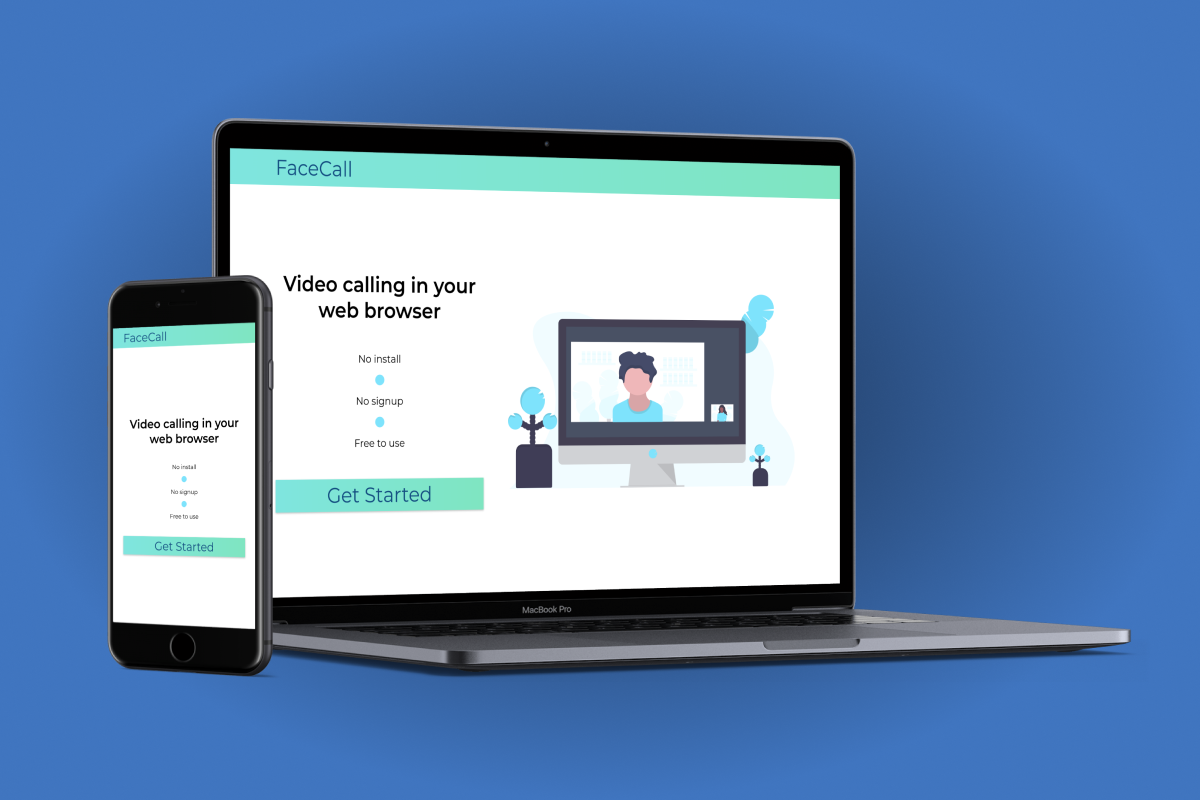 FaceCall
Video calling in your
web browser
No install
No signup
Free to use
Get Started
MacBook Pro
FaceCall
Video calling in your
web browser
No install
No signup
Free to use
Get Started